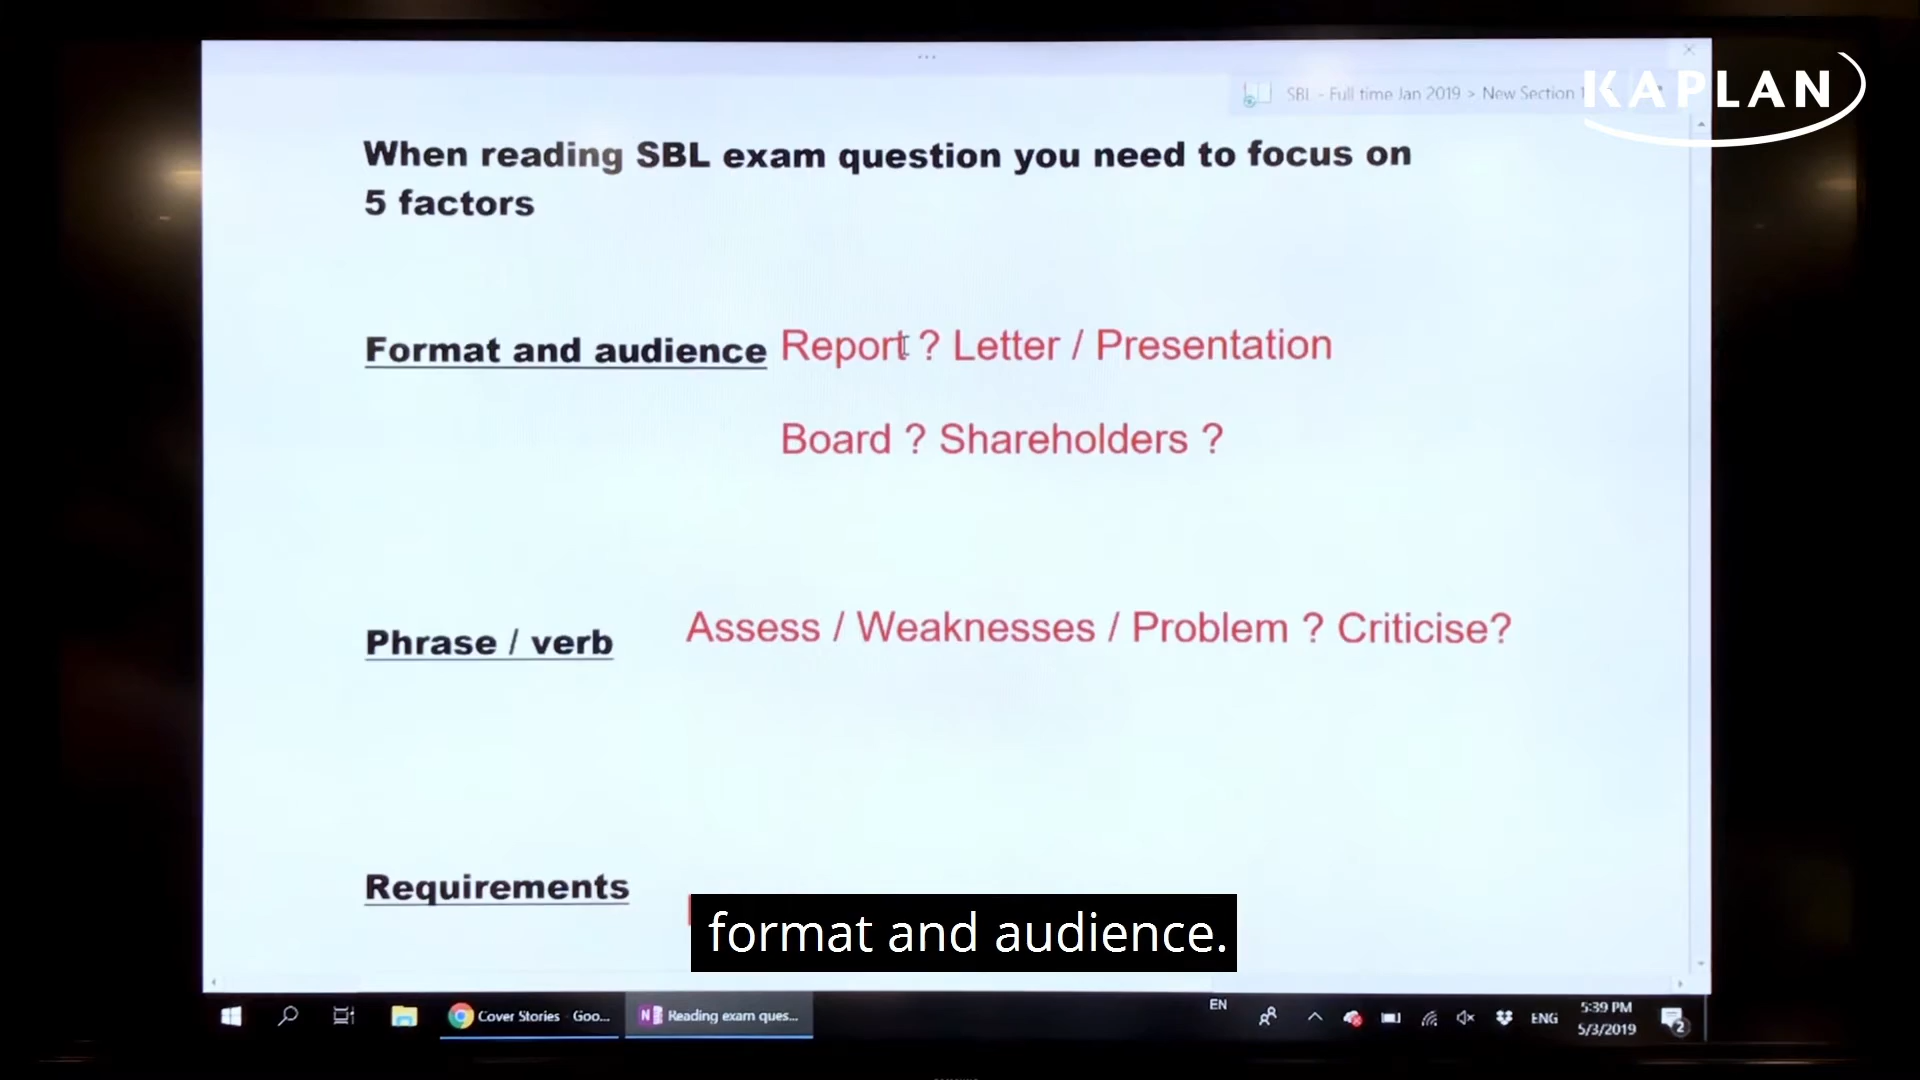 KAPLAN
SBL - Full time Jan 2019 > New Section 1
When reading SBL exam question you need to focus on
5 factors
Format and audience Report ? Letter / Presentation
Board ? Shareholders ?
Phrase / verb Assess / Weaknesses / Problem ? Criticise?
Requirements
format and audience.
Cover Stories - Goo...
Reading exam ques...
EN
ENG
5:39 PM
5/3/2019
2